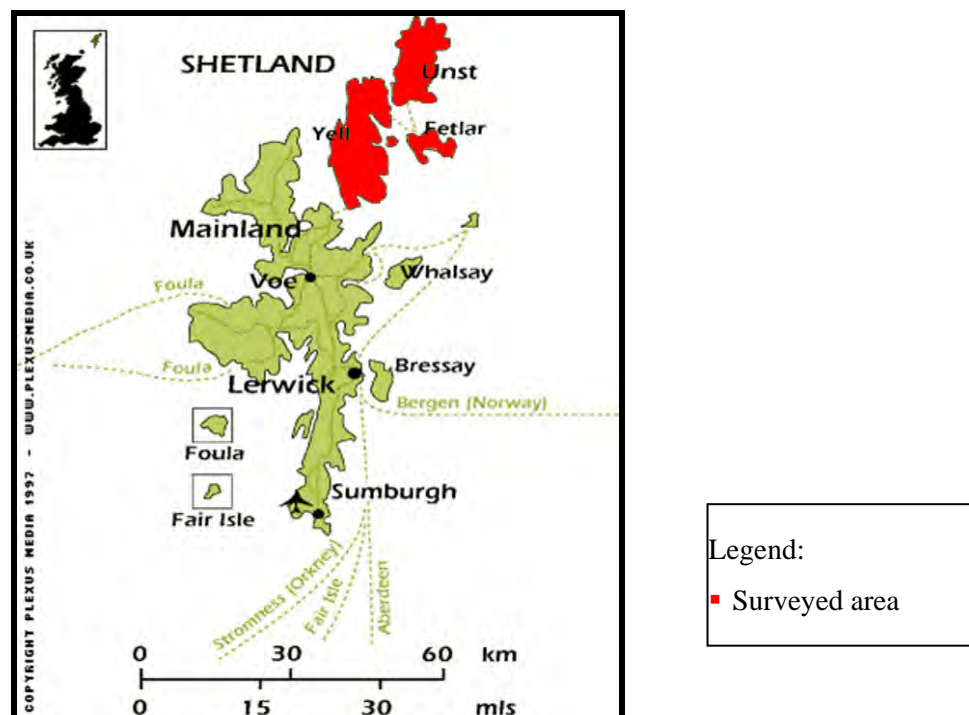 SHETLAND
Unst
Yell
Fetlar
Mainland
Voe
Whalsay
Foula
Foula
Lerwick
Bressay
Bergen (Norway)
Foula
Fair Isle
Sumburgh
Stromness (Orkney)
Fair Isle
Aberdeen
0 30 60 km
0 15 30 mls
COPYRIGHT PLEXUS MEDIA 1997 - WWW.PLEXUSMEDIA.CO.UK
Legend:
Surveyed area